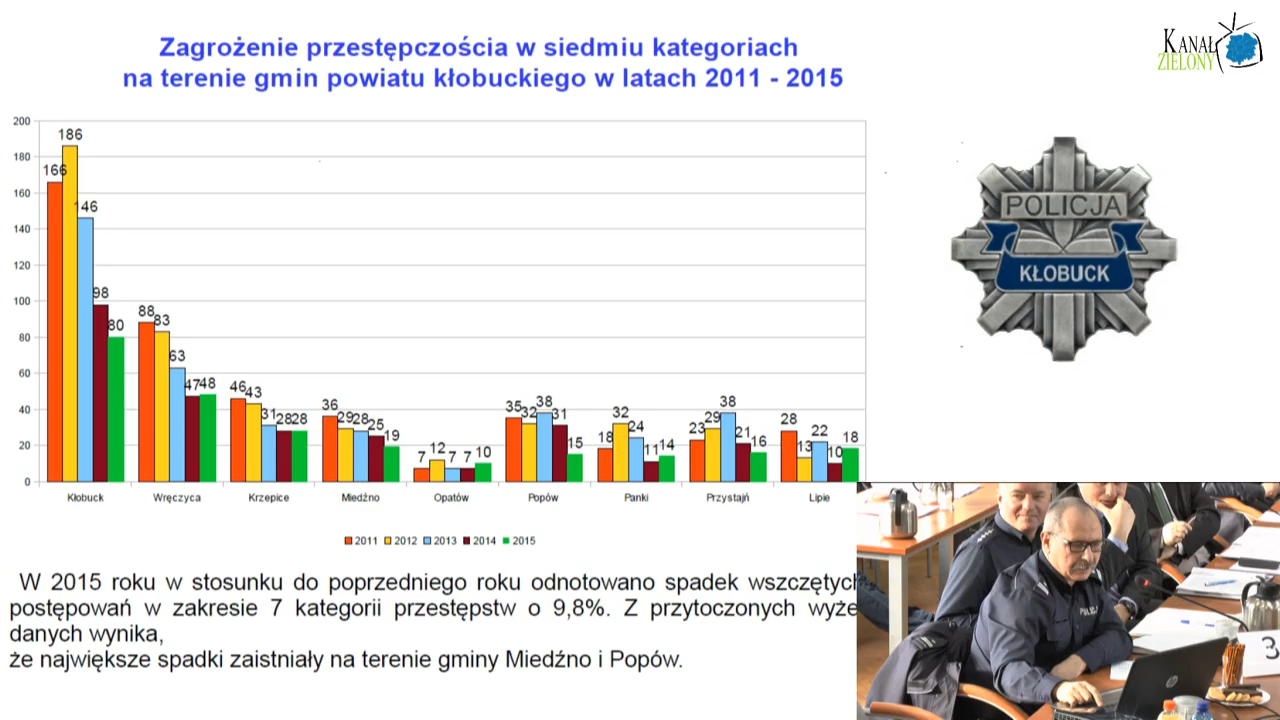 Zagrożenie przestępczościa w siedmiu kategoriach
na terenie gmin powiatu kłobuckiego w latach 2011 - 2015
KANAŁ
ZIELONY
200
180
160
140
120
100
80
60
40
20
0
166 186 146 98 80
88 83 63 47 48
46 43 31 28 28
36 29 28 25 19
7 12 7 7 10
35 32 38 31 15
18 32 24 11 14
23 29 38 21 16
28 13 22 10 18
Kłobuck Wręczyca Krzepice Miedźno Opatów Popów Panki Przystajń Lipie
2011 2012 2013 2014 2015
POLICJA
KŁOBUCK
W 2015 roku w stosunku do poprzedniego roku odnotowano spadek wszczętych
postępowań w zakresie 7 kategorii przestępstw o 9,8%. Z przytoczonych wyże
danych wynika,
że największe spadki zaistniały na terenie gminy Miedźno i Popów.
POLICJA
3
hp